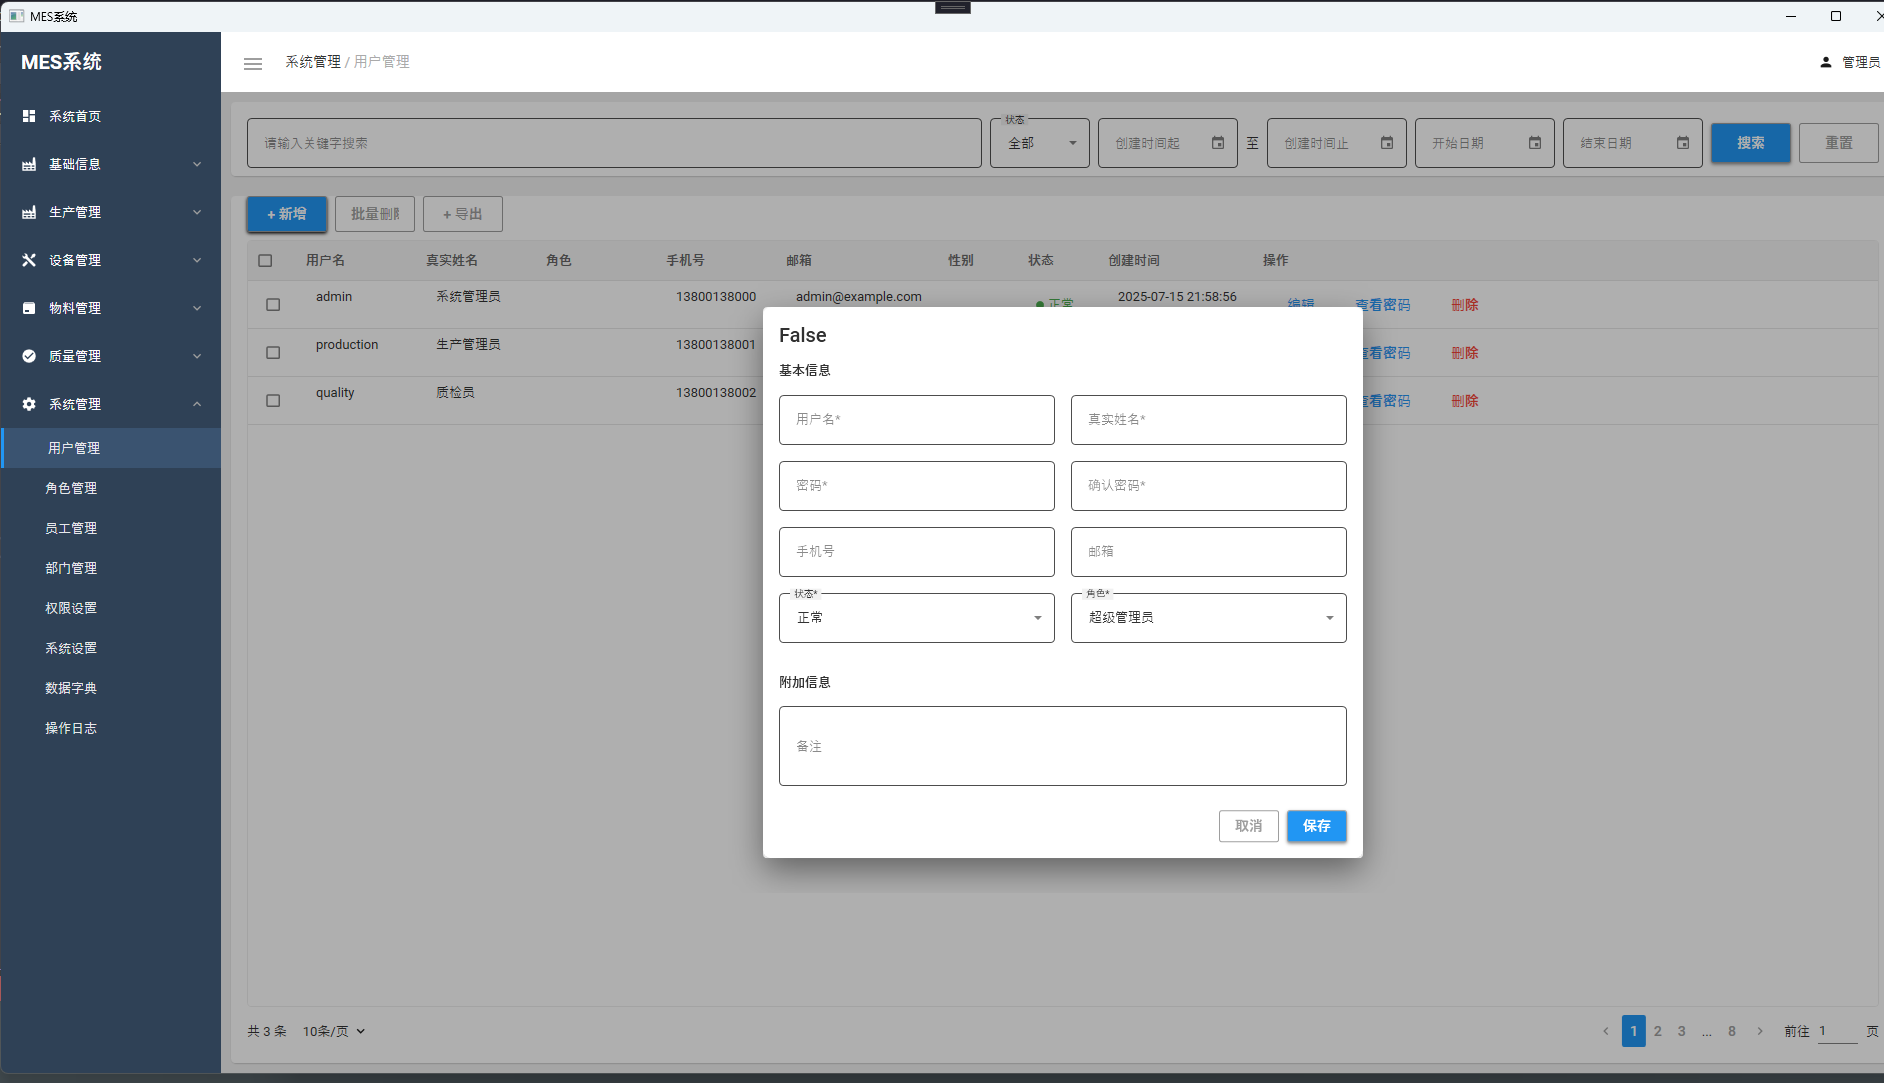 MES系统
MES系统
系统首页
基础信息
生产管理
设备管理
物料管理
质量管理
系统管理
用户管理
角色管理
员工管理
部门管理
权限设置
系统设置
数据字典
操作日志
系统管理 / 用户管理
管理员
请输入关键字搜索
状态
全部
创建时间起
至
创建时间止
开始日期
结束日期
搜索
重置
+ 新增
批量删
+ 导出
用户名 真实姓名 角色 手机号 邮箱 性别 状态 创建时间 操作
admin 系统管理员 13800138000 admin@example.com 正常 2025-07-15 21:58:56 编辑 查看密码 删除
production 生产管理员 13800138001 查看密码 删除
quality 质检员 13800138002 查看密码 删除
False
基本信息
用户名* 真实姓名*
密码* 确认密码*
手机号 邮箱
状态* 角色*
正常 超级管理员
附加信息
备注
取消 保存
共 3 条 10条/页
1 2 3 ... 8 前往 1 页